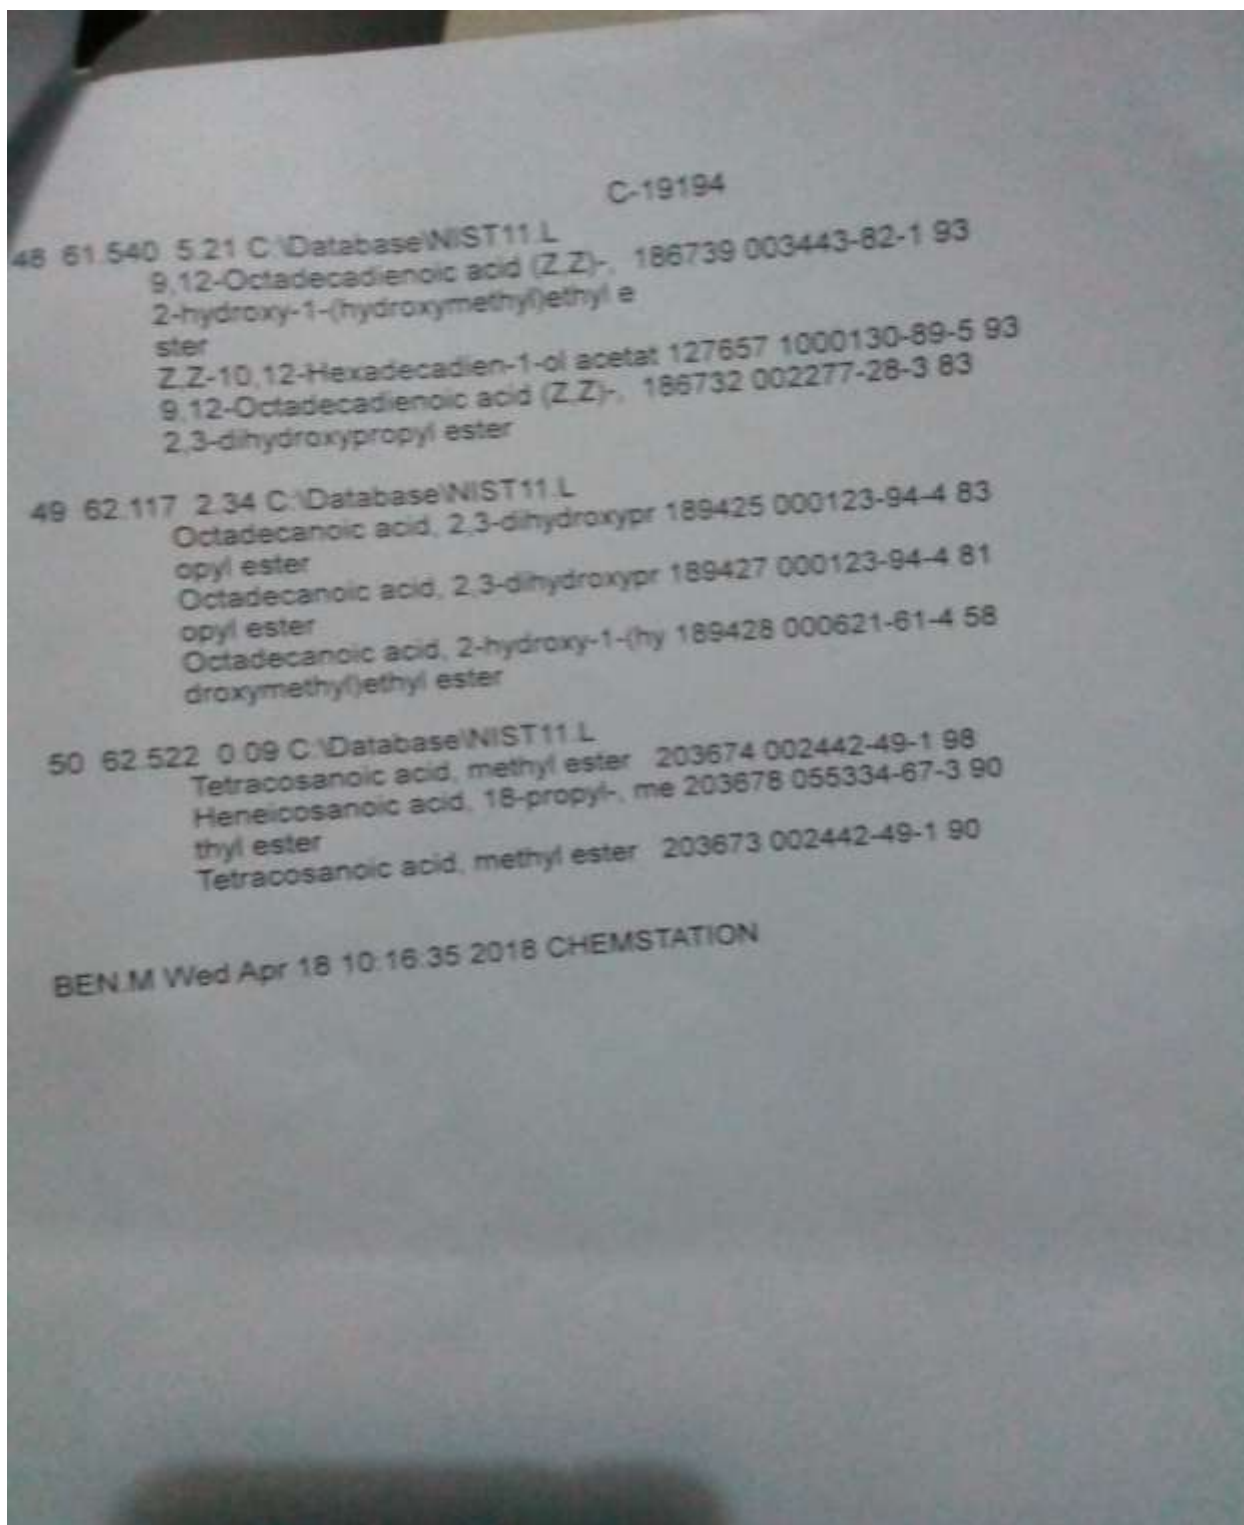 C-19194
48 61.540 5.21 C:\Database\NIST11.L
9,12-Octadecadienoic acid (Z,Z)-, 186739 003443-82-1 93
2-hydroxy-1-(hydroxymethyl)ethyl e
ster
Z,Z-10,12-Hexadecadien-1-ol acetat 127657 1000130-89-5 93
9,12-Octadecadienoic acid (Z,Z)-, 186732 002277-28-3 83
2,3-dihydroxypropyl ester
49 62.117 2.34 C:\Database\NIST11.L
Octadecanoic acid, 2,3-dihydroxypr 189425 000123-94-4 83
opyl ester
Octadecanoic acid, 2,3-dihydroxypr 189427 000123-94-4 81
opyl ester
Octadecanoic acid, 2-hydroxy-1-(hy 189428 000621-61-4 58
droxymethyl)ethyl ester
50 62.522 0.09 C:\Database\NIST11.L
Tetracosanoic acid, methyl ester 203674 002442-49-1 98
Heneicosanoic acid, 18-propyl-, me 203678 055334-67-3 90
thyl ester
Tetracosanoic acid, methyl ester 203673 002442-49-1 90
BEN.M Wed Apr 18 10:16:35 2018 CHEMSTATION